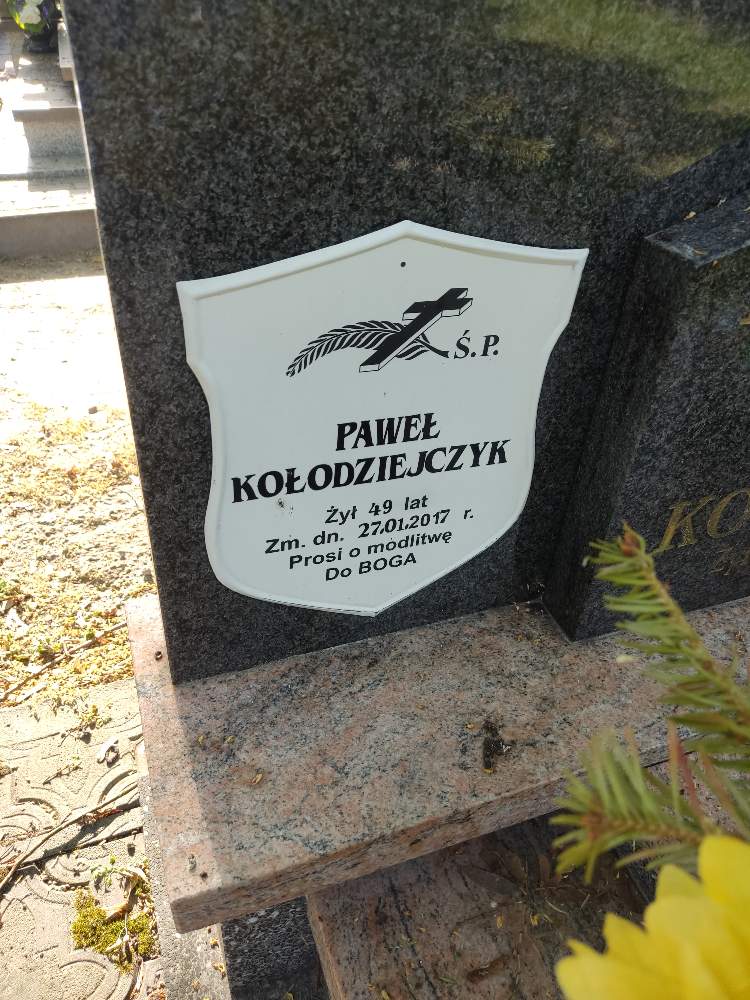 Ś.P.
PAWEŁ
KOŁODZIEJCZYK
Żył 49 lat
Zm. dn. 27.01.2017 r.
Prosi o modlitwę
Do BOGA